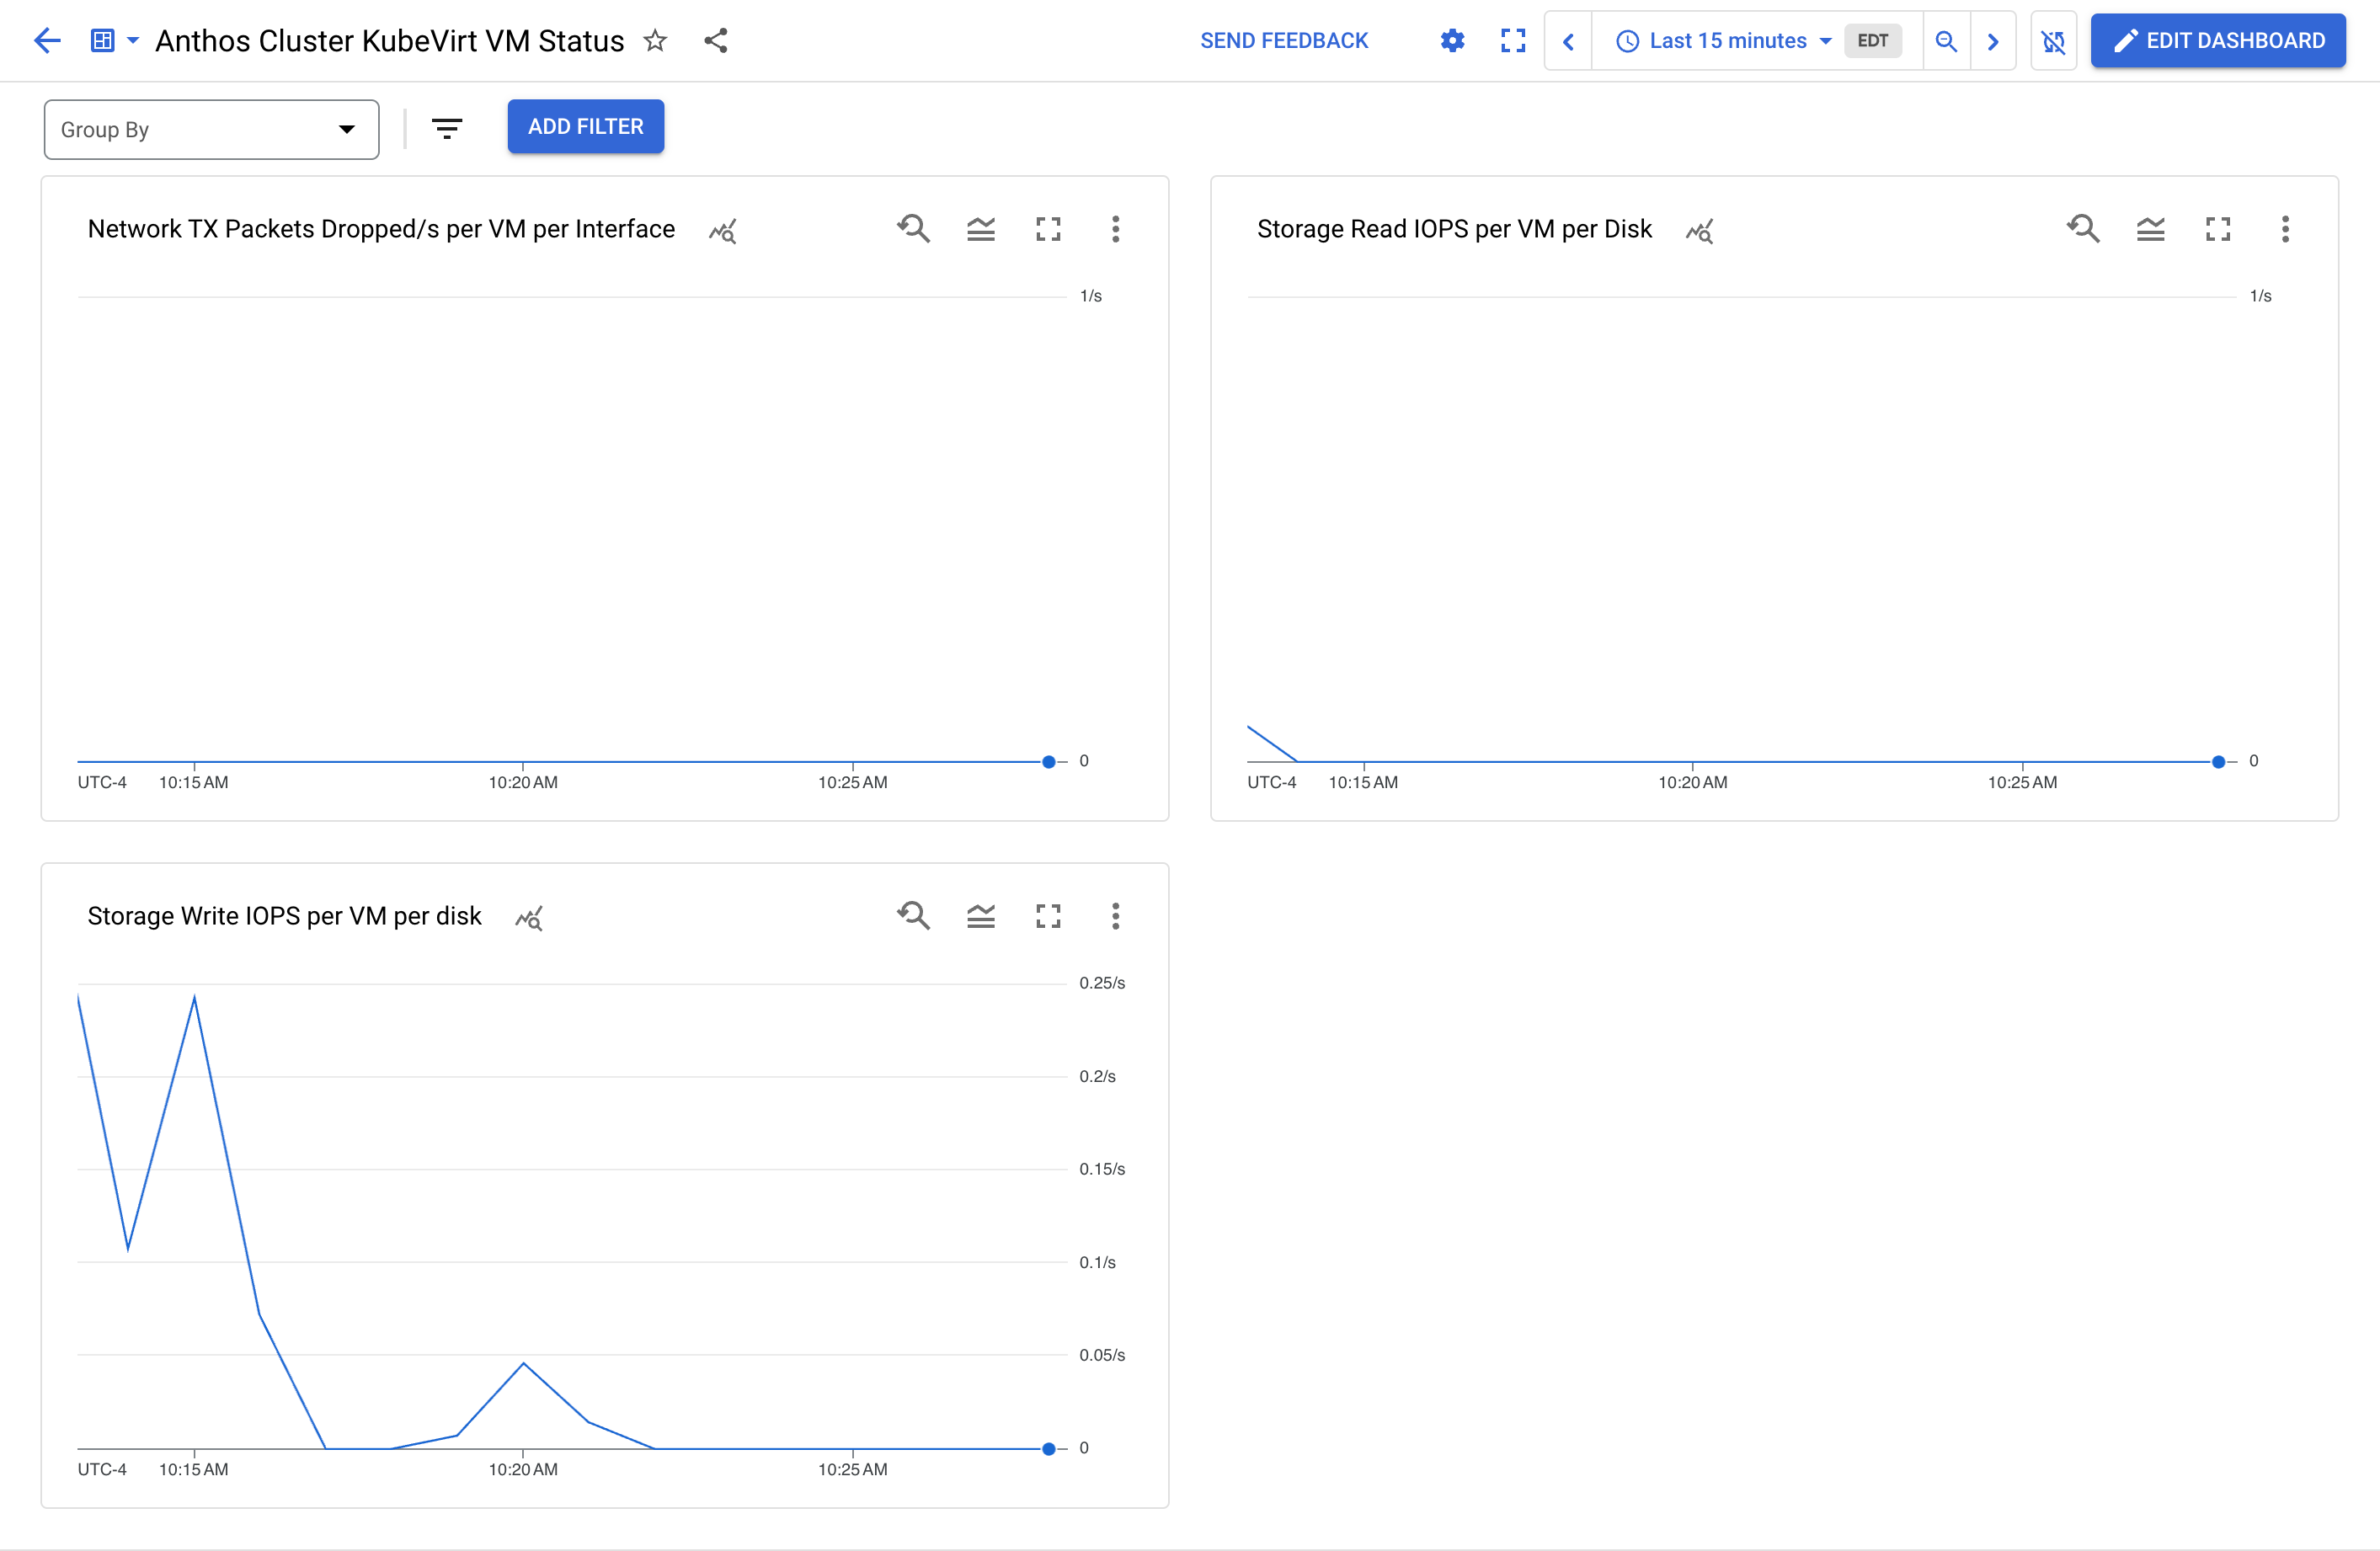 Anthos Cluster KubeVirt VM Status
SEND FEEDBACK
Last 15 minutes
EDT
EDIT DASHBOARD
Group By
ADD FILTER
Network TX Packets Dropped/s per VM per Interface
1/s
0
UTC-4 10:15 AM 10:20 AM 10:25 AM
Storage Read IOPS per VM per Disk
1/s
0
UTC-4 10:15 AM 10:20 AM 10:25 AM
Storage Write IOPS per VM per disk
0.25/s
0.2/s
0.15/s
0.1/s
0.05/s
0
UTC-4 10:15 AM 10:20 AM 10:25 AM